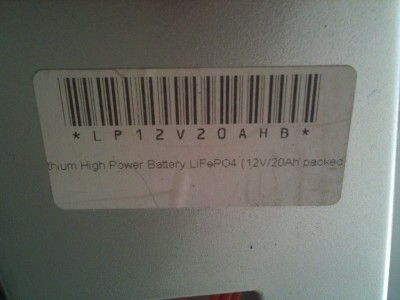 *LP12V20AHB*
thium High Power Battery LiFePO4 (12V/20AH packed